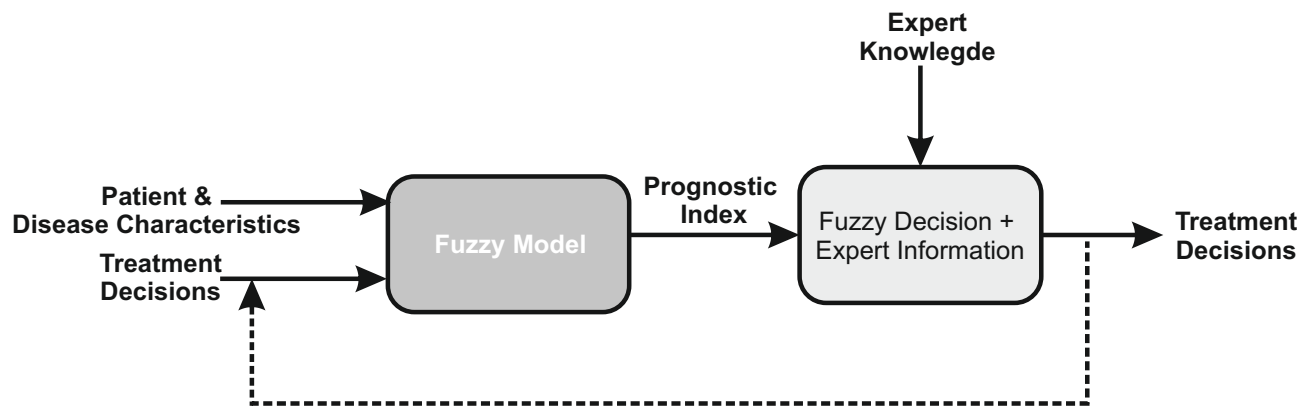 Expert
Knowlegde
Patient &
Disease Characteristics
Treatment
Decisions
Fuzzy Model
Prognostic
Index
Fuzzy Decision +
Expert Information
Treatment
Decisions